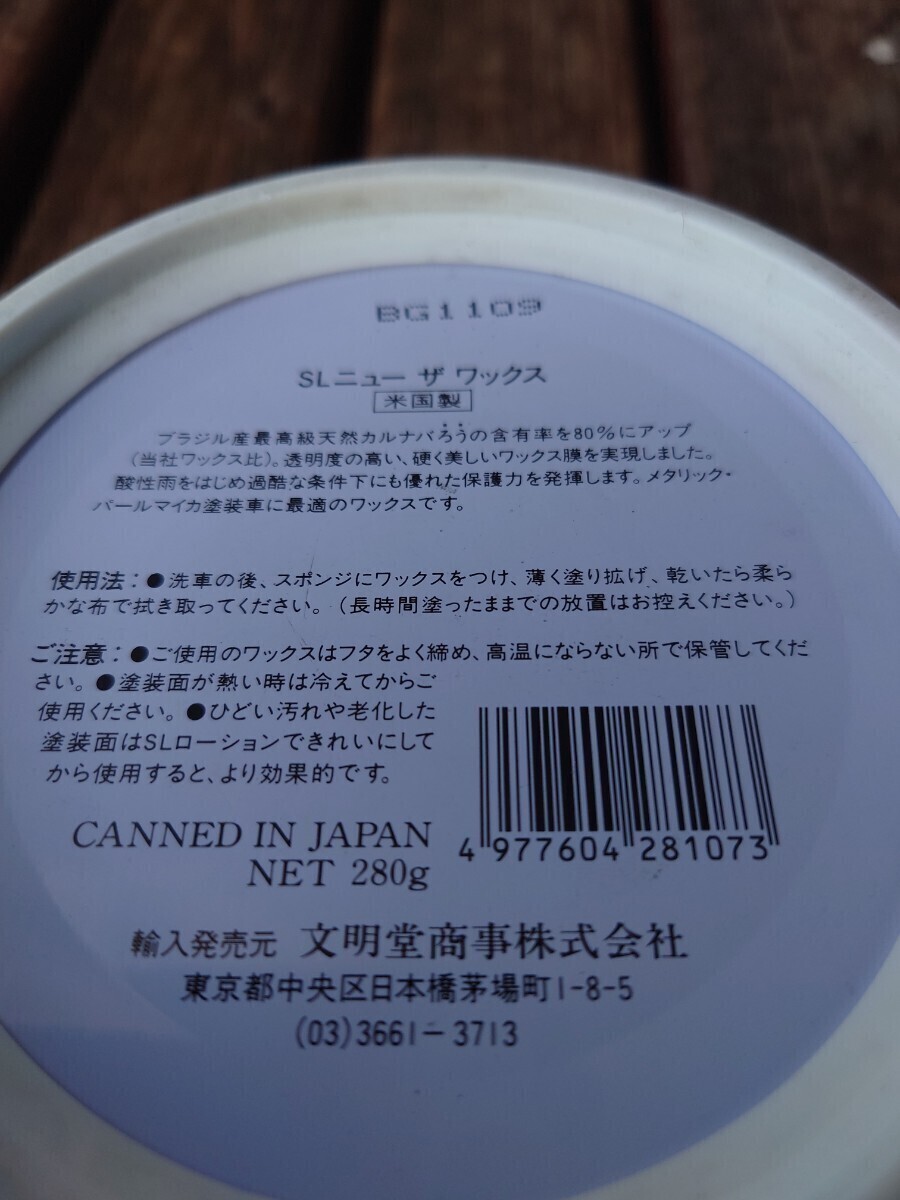 BG1109
SLニュー ザ ワックス
米国製
ブラジル産最高級天然カルナバろうの含有率を80%にアップ
(当社ワックス比)。透明度の高い、硬く美しいワックス膜を実現しました。
酸性雨をはじめ過酷な条件下にも優れた保護力を発揮します。メタリック・
パールマイカ塗装車に最適のワックスです。
使用法:●洗車の後、スポンジにワックスをつけ、薄く塗り拡げ、乾いたら柔ら
かな布で拭き取ってください。(長時間塗ったままでの放置はお控えください。)
ご注意:●ご使用のワックスはフタをよく締め、高温にならない所で保管してくだ
さい。●塗装面が熱い時は冷えてからご
使用ください。●ひどい汚れや老化した
塗装面はSLローションできれいにして
から使用すると、より効果的です。
CANNED IN JAPAN
NET 280g
4 977604 281073
輸入発売元 文明堂商事株式会社
東京都中央区日本橋茅場町1-8-5
(03)3661-3713